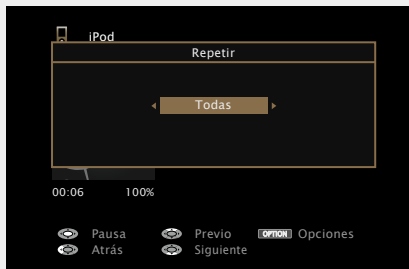 iPod
Repetir
Todas
00:06 100%
Pausa Previo OPTION Opciones
Atrás Siguiente